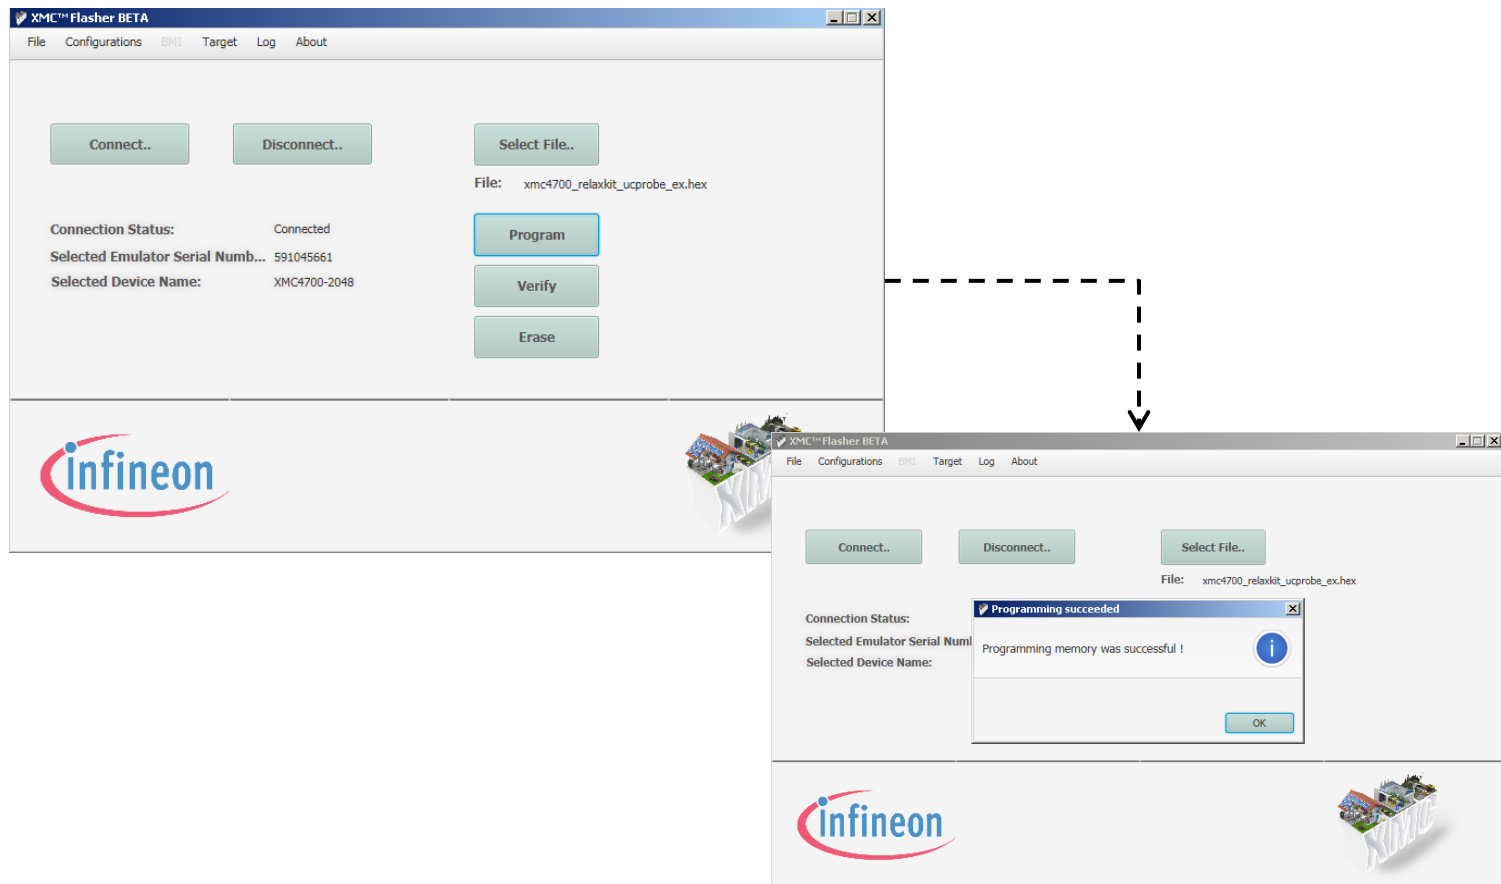 XMC™ Flasher BETA
File Configurations BMI Target Log About
Connect.. Disconnect.. Select File..
File: xmc4700_relaxkit_ucprobe_ex.hex
Connection Status: Connected
Program
Selected Emulator Serial Numb... 591045661
Selected Device Name: XMC4700-2048
Verify
Erase
infineon
XMC
XMC™ Flasher BETA
File Configurations BMI Target Log About
Connect.. Disconnect.. Select File..
File: xmc4700_relaxkit_ucprobe_ex.hex
Programming succeeded
Connection Status:
Selected Emulator Serial Numb
Programming memory was successful !
Selected Device Name:
OK
infineon
XMC